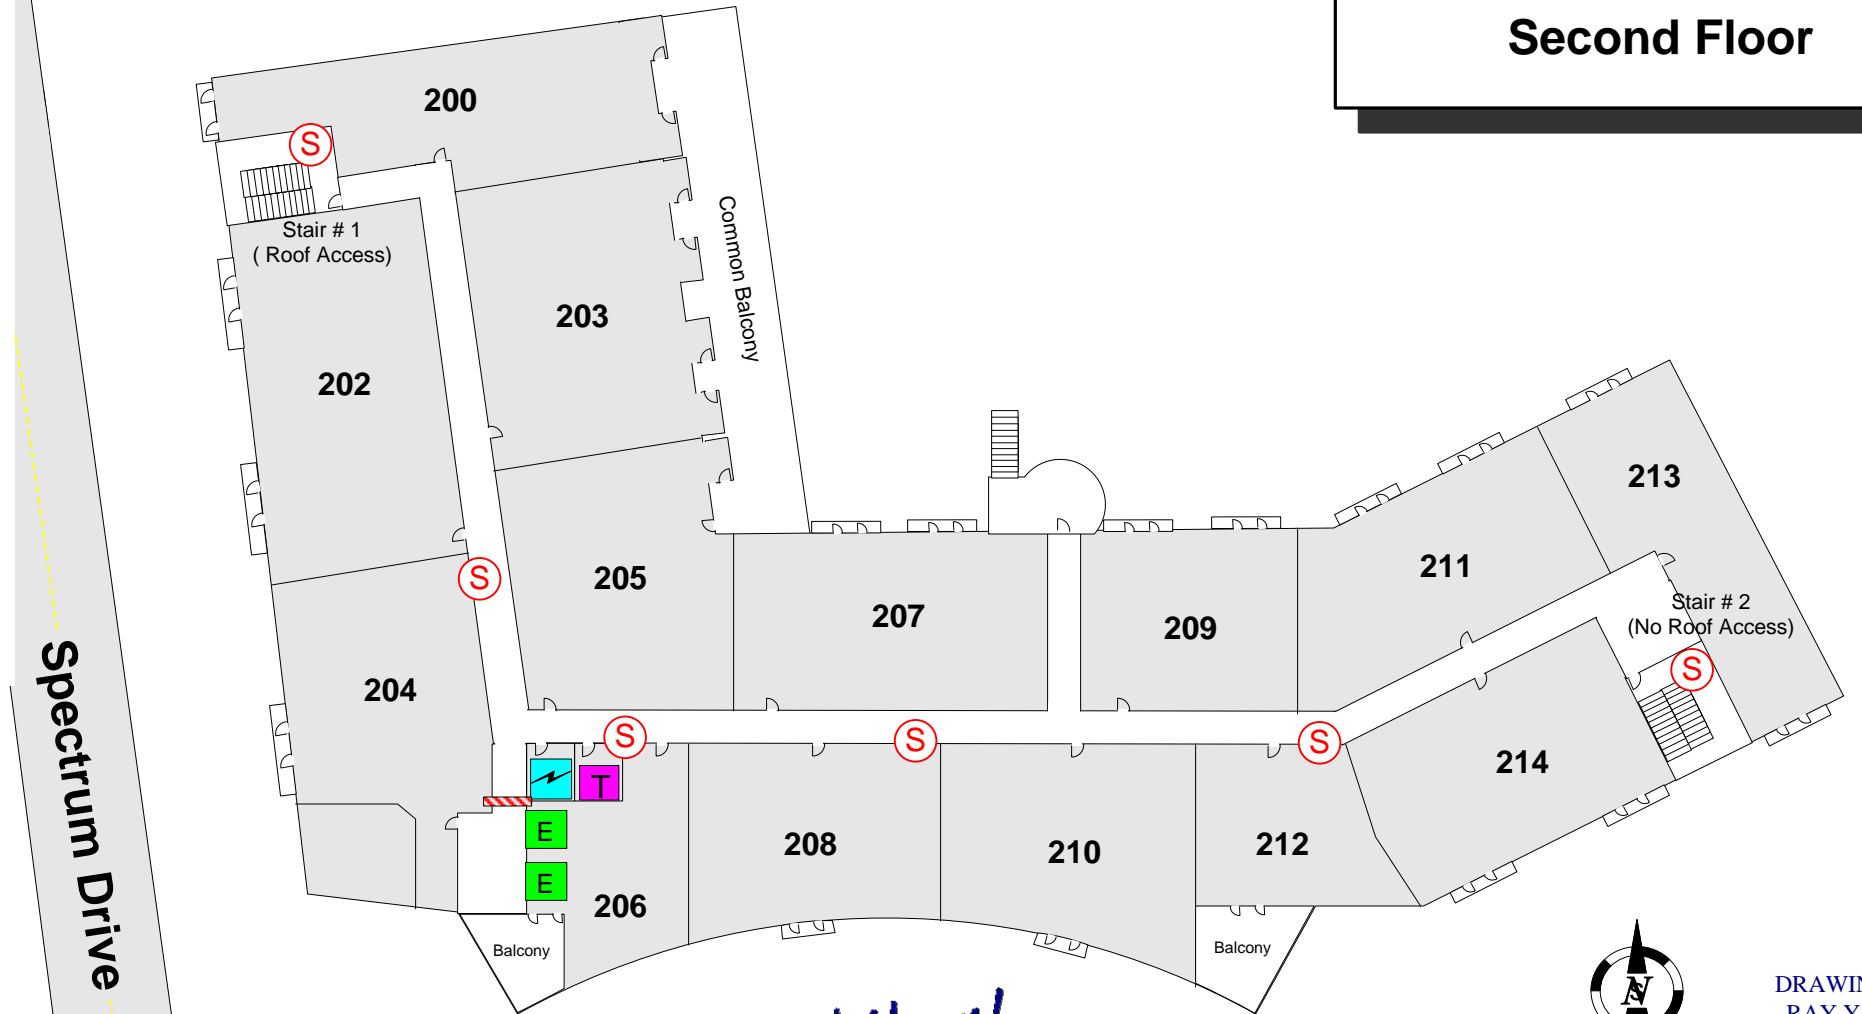 Second Floor
200
S
Stair # 1
( Roof Access)
Common Balcony
203
202
213
S
205
211
Stair # 2
(No Roof Access)
207
209
S
204
Spectrum Drive
S
S
S
T
214
E
208
210
212
E
206
Balcony
Balcony
N